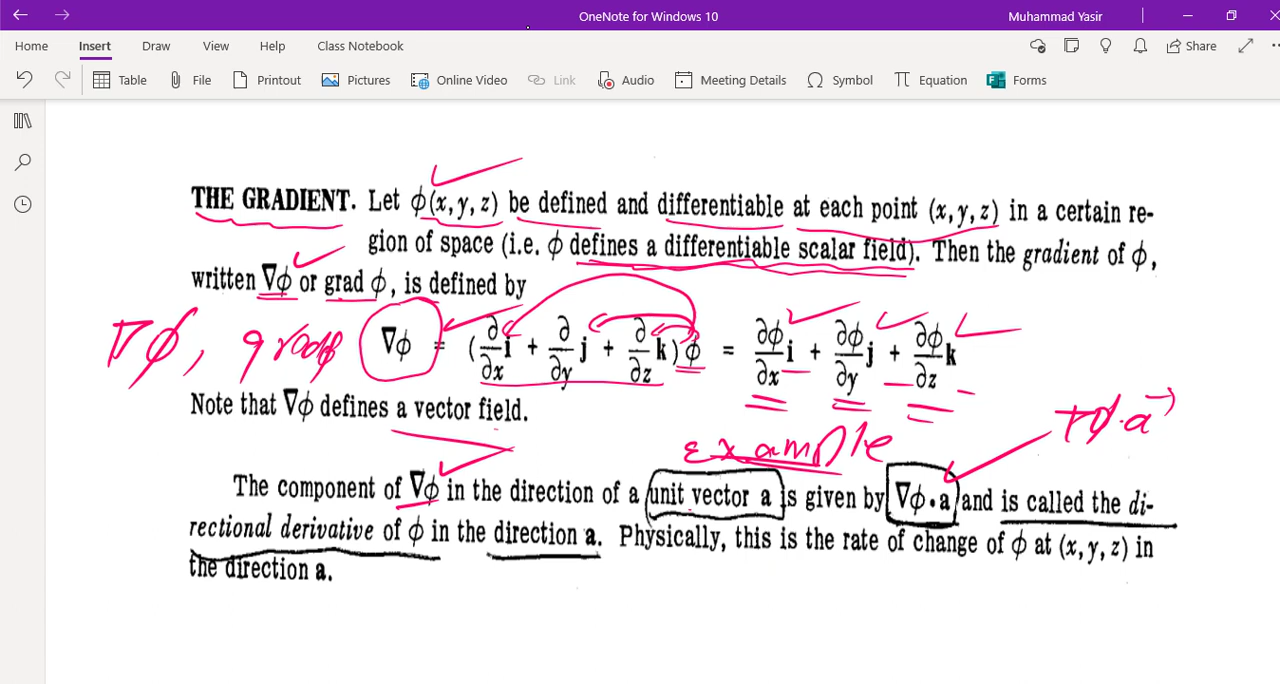 OneNote for Windows 10
Muhammad Yasir
Home Insert Draw View Help Class Notebook
Share
Table File Printout Pictures Online Video Link Audio Meeting Details Symbol Equation Forms
THE GRADIENT. Let ϕ(x,y,z) be defined and differentiable at each point (x,y,z) in a certain re-
gion of space (i.e. ϕ defines a differentiable scalar field). Then the gradient of ϕ,
written ∇ϕ or grad ϕ, is defined by
∇ϕ, gradϕ
∇ϕ = (∂/∂x i + ∂/∂y j + ∂/∂z k) ϕ = ∂ϕ/∂x i + ∂ϕ/∂y j + ∂ϕ/∂z k
Note that ∇ϕ defines a vector field.
∇ϕ·a→
example
The component of ∇ϕ in the direction of a unit vector a is given by ∇ϕ·a and is called the di-
rectional derivative of ϕ in the direction a. Physically, this is the rate of change of ϕ at (x,y,z) in
the direction a.